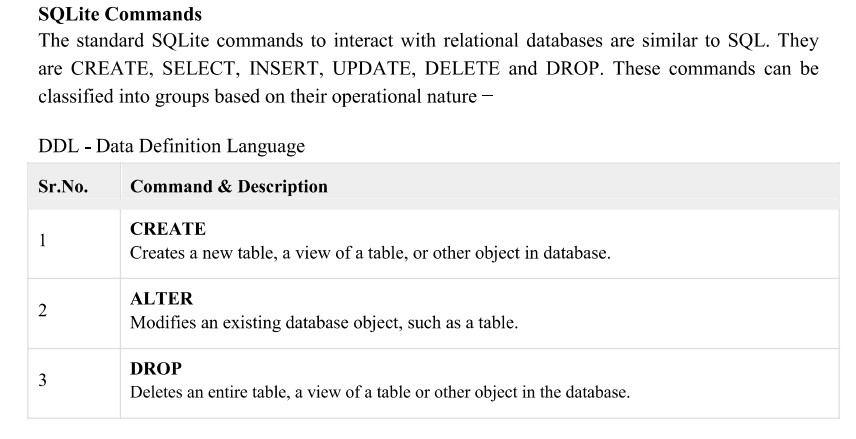 SQLite Commands
The standard SQLite commands to interact with relational databases are similar to SQL. They
are CREATE, SELECT, INSERT, UPDATE, DELETE and DROP. These commands can be
classified into groups based on their operational nature −
DDL - Data Definition Language
Sr.No. Command & Description
1
CREATE
Creates a new table, a view of a table, or other object in database.
2
ALTER
Modifies an existing database object, such as a table.
3
DROP
Deletes an entire table, a view of a table or other object in the database.